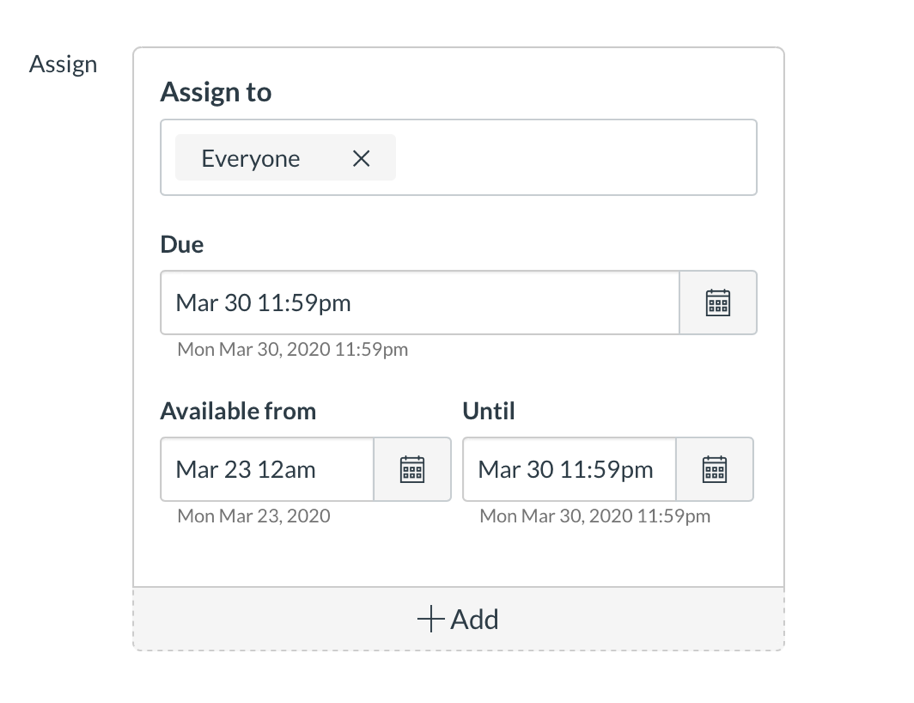 Assign
Assign to
Everyone
Due
Mar 30 11:59pm
Mon Mar 30, 2020 11:59pm
Available from Until
Mar 23 12am Mar 30 11:59pm
Mon Mar 23, 2020 Mon Mar 30, 2020 11:59pm
Add